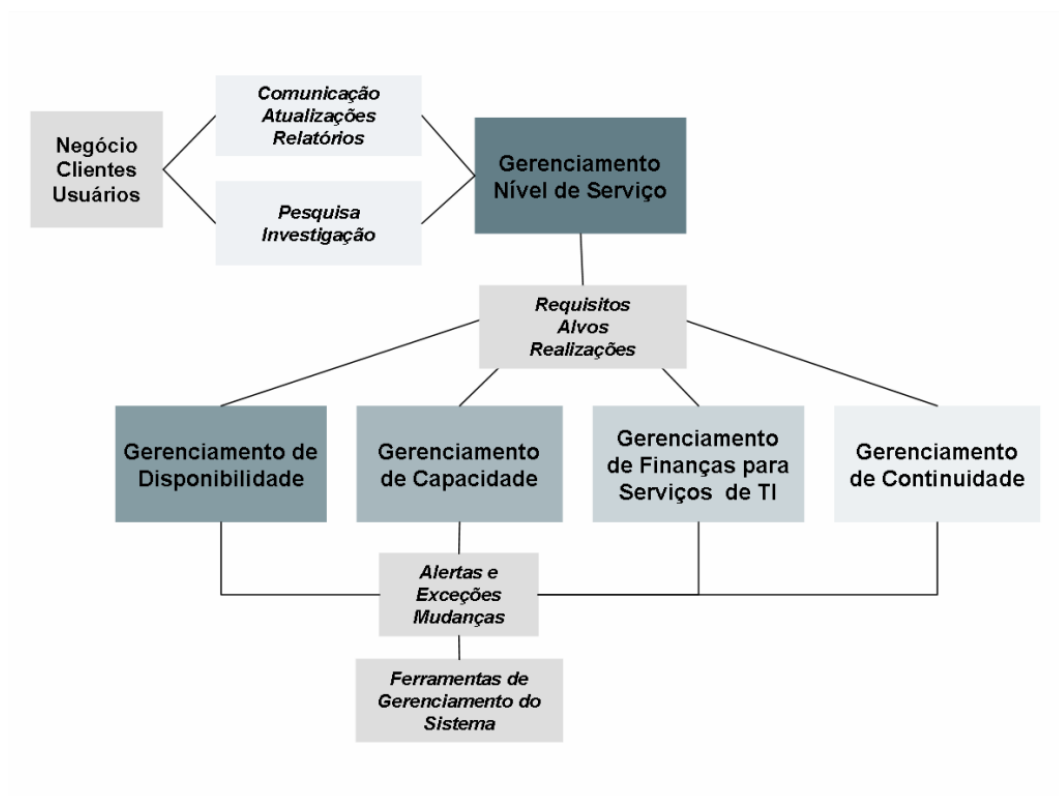 Comunicação
Atualizações
Relatórios
Negócio
Clientes
Usuários
Gerenciamento
Nível de Serviço
Pesquisa
Investigação
Requisitos
Alvos
Realizações
Gerenciamento de
Disponibilidade
Gerenciamento
de Capacidade
Gerenciamento
de Finanças para
Serviços de TI
Gerenciamento
de Continuidade
Alertas e
Exceções
Mudanças
Ferramentas de
Gerenciamento do
Sistema